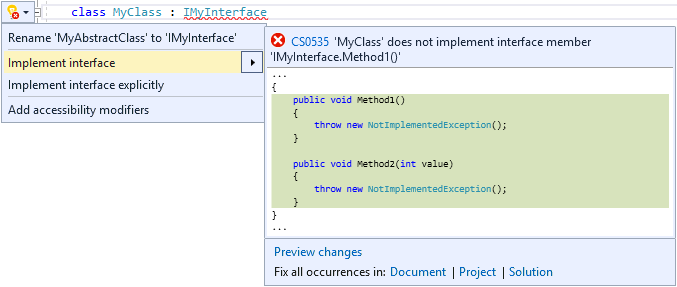 class MyClass : IMyInterface
Rename 'MyAbstractClass' to 'IMyInterface'
Implement interface
Implement interface explicitly
Add accessibility modifiers
CS0535 'MyClass' does not implement interface member
'IMyInterface.Method1()'
...
{
public void Method1()
{
throw new NotImplementedException();
}
public void Method2(int value)
{
throw new NotImplementedException();
}
}
...
Preview changes
Fix all occurrences in: Document | Project | Solution